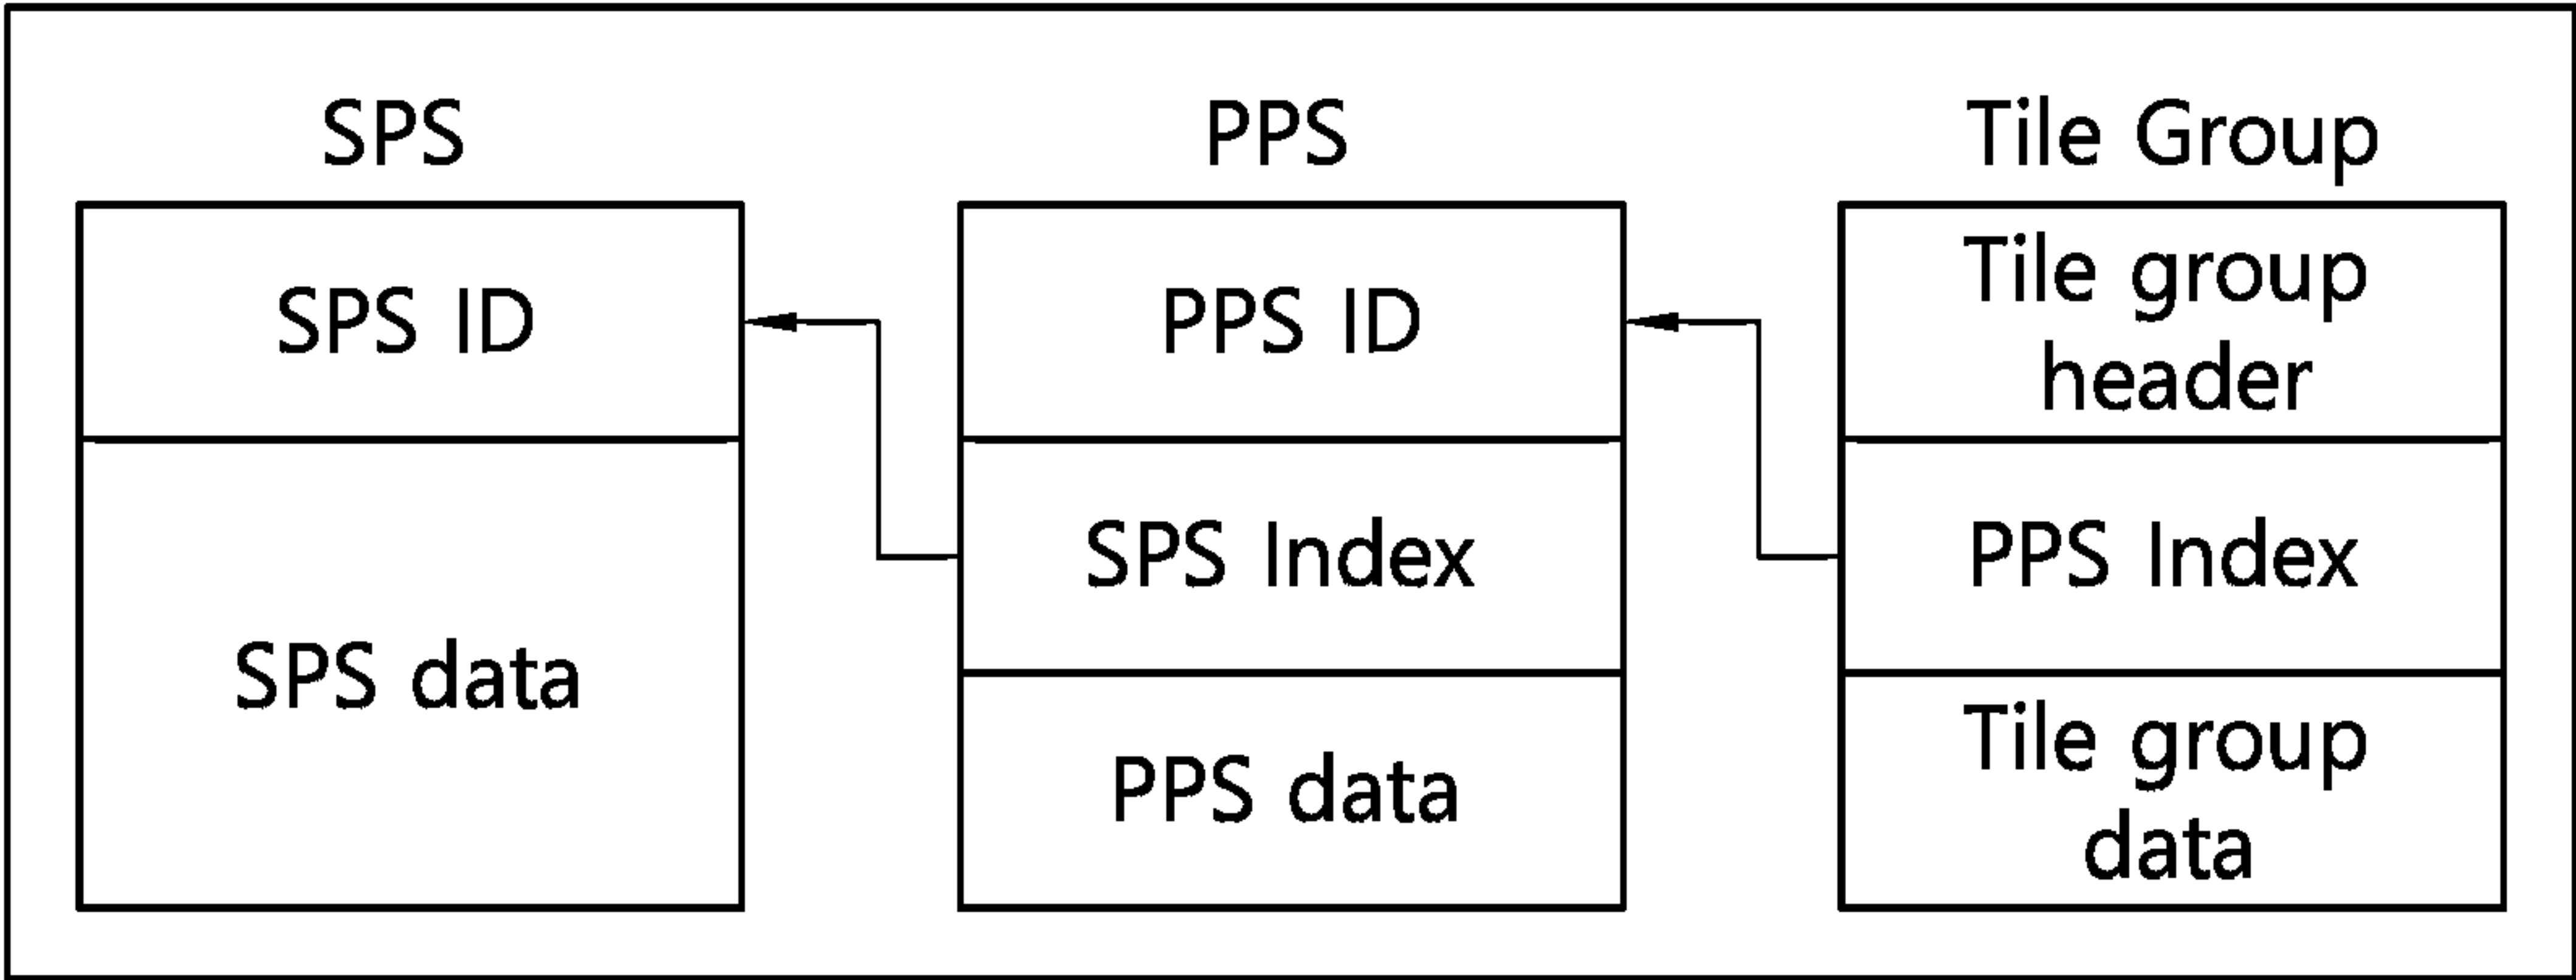 SPS
SPS ID
SPS data
PPS
PPS ID
SPS Index
PPS data
Tile Group
Tile group
header
PPS Index
Tile group
data